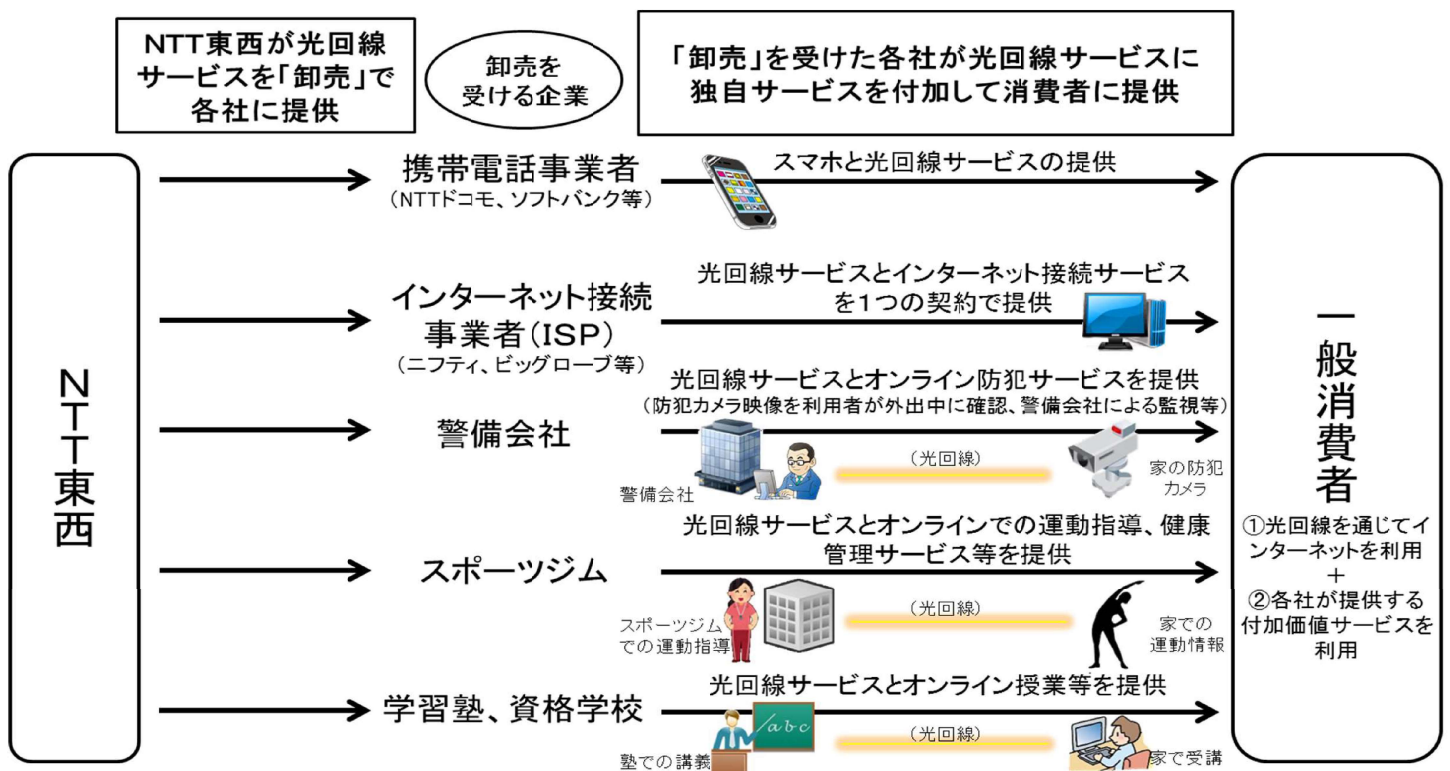 NTT東西が光回線
サービスを「卸売」で
各社に提供
卸売を
受ける企業
「卸売」を受けた各社が光回線サービスに
独自サービスを付加して消費者に提供
NTT東西
携帯電話事業者
(NTTドコモ、ソフトバンク等)
スマホと光回線サービスの提供
インターネット接続
事業者(ISP)
(ニフティ、ビッグローブ等)
光回線サービスとインターネット接続サービス
を1つの契約で提供
警備会社
光回線サービスとオンライン防犯サービスを提供
(防犯カメラ映像を利用者が外出中に確認、警備会社による監視等)
警備会社
(光回線)
家の防犯
カメラ
スポーツジム
光回線サービスとオンラインでの運動指導、健康
管理サービス等を提供
スポーツジム
での運動指導
(光回線)
家での
運動情報
学習塾、資格学校
光回線サービスとオンライン授業等を提供
abc
塾での講義
(光回線)
家で受講
一般消費者
①光回線を通じてイ
ンターネットを利用
+
②各社が提供する
付加価値サービスを
利用